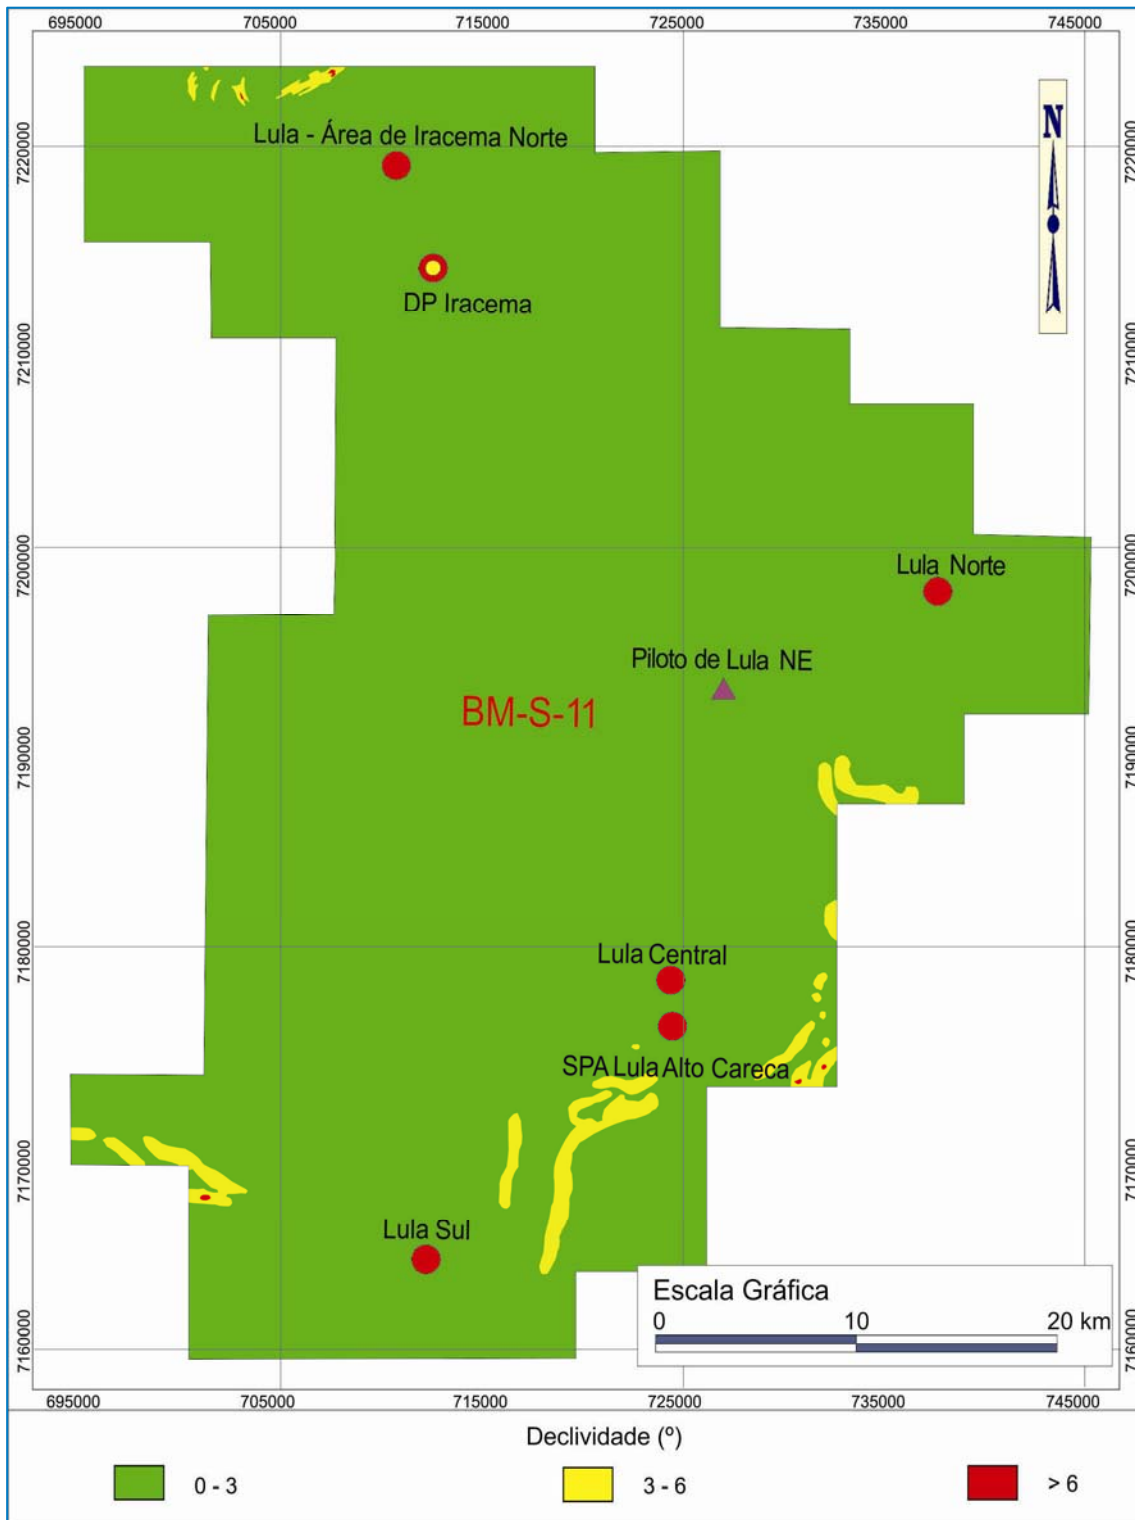 695000 705000 715000 725000 735000 745000
N
Lula - Área de Iracema Norte
7220000 7220000
DP Iracema
7210000 7210000
7200000 7200000
Lula Norte
Piloto de Lula NE
BM-S-11
7190000 7190000
Lula Central
7180000 7180000
SPA Lula Alto Careca
7170000 7170000
Lula Sul
Escala Gráfica
0 10 20 km
7160000 7160000
695000 705000 715000 725000 735000 745000
Declividade (º)
0 - 3 3 - 6 > 6